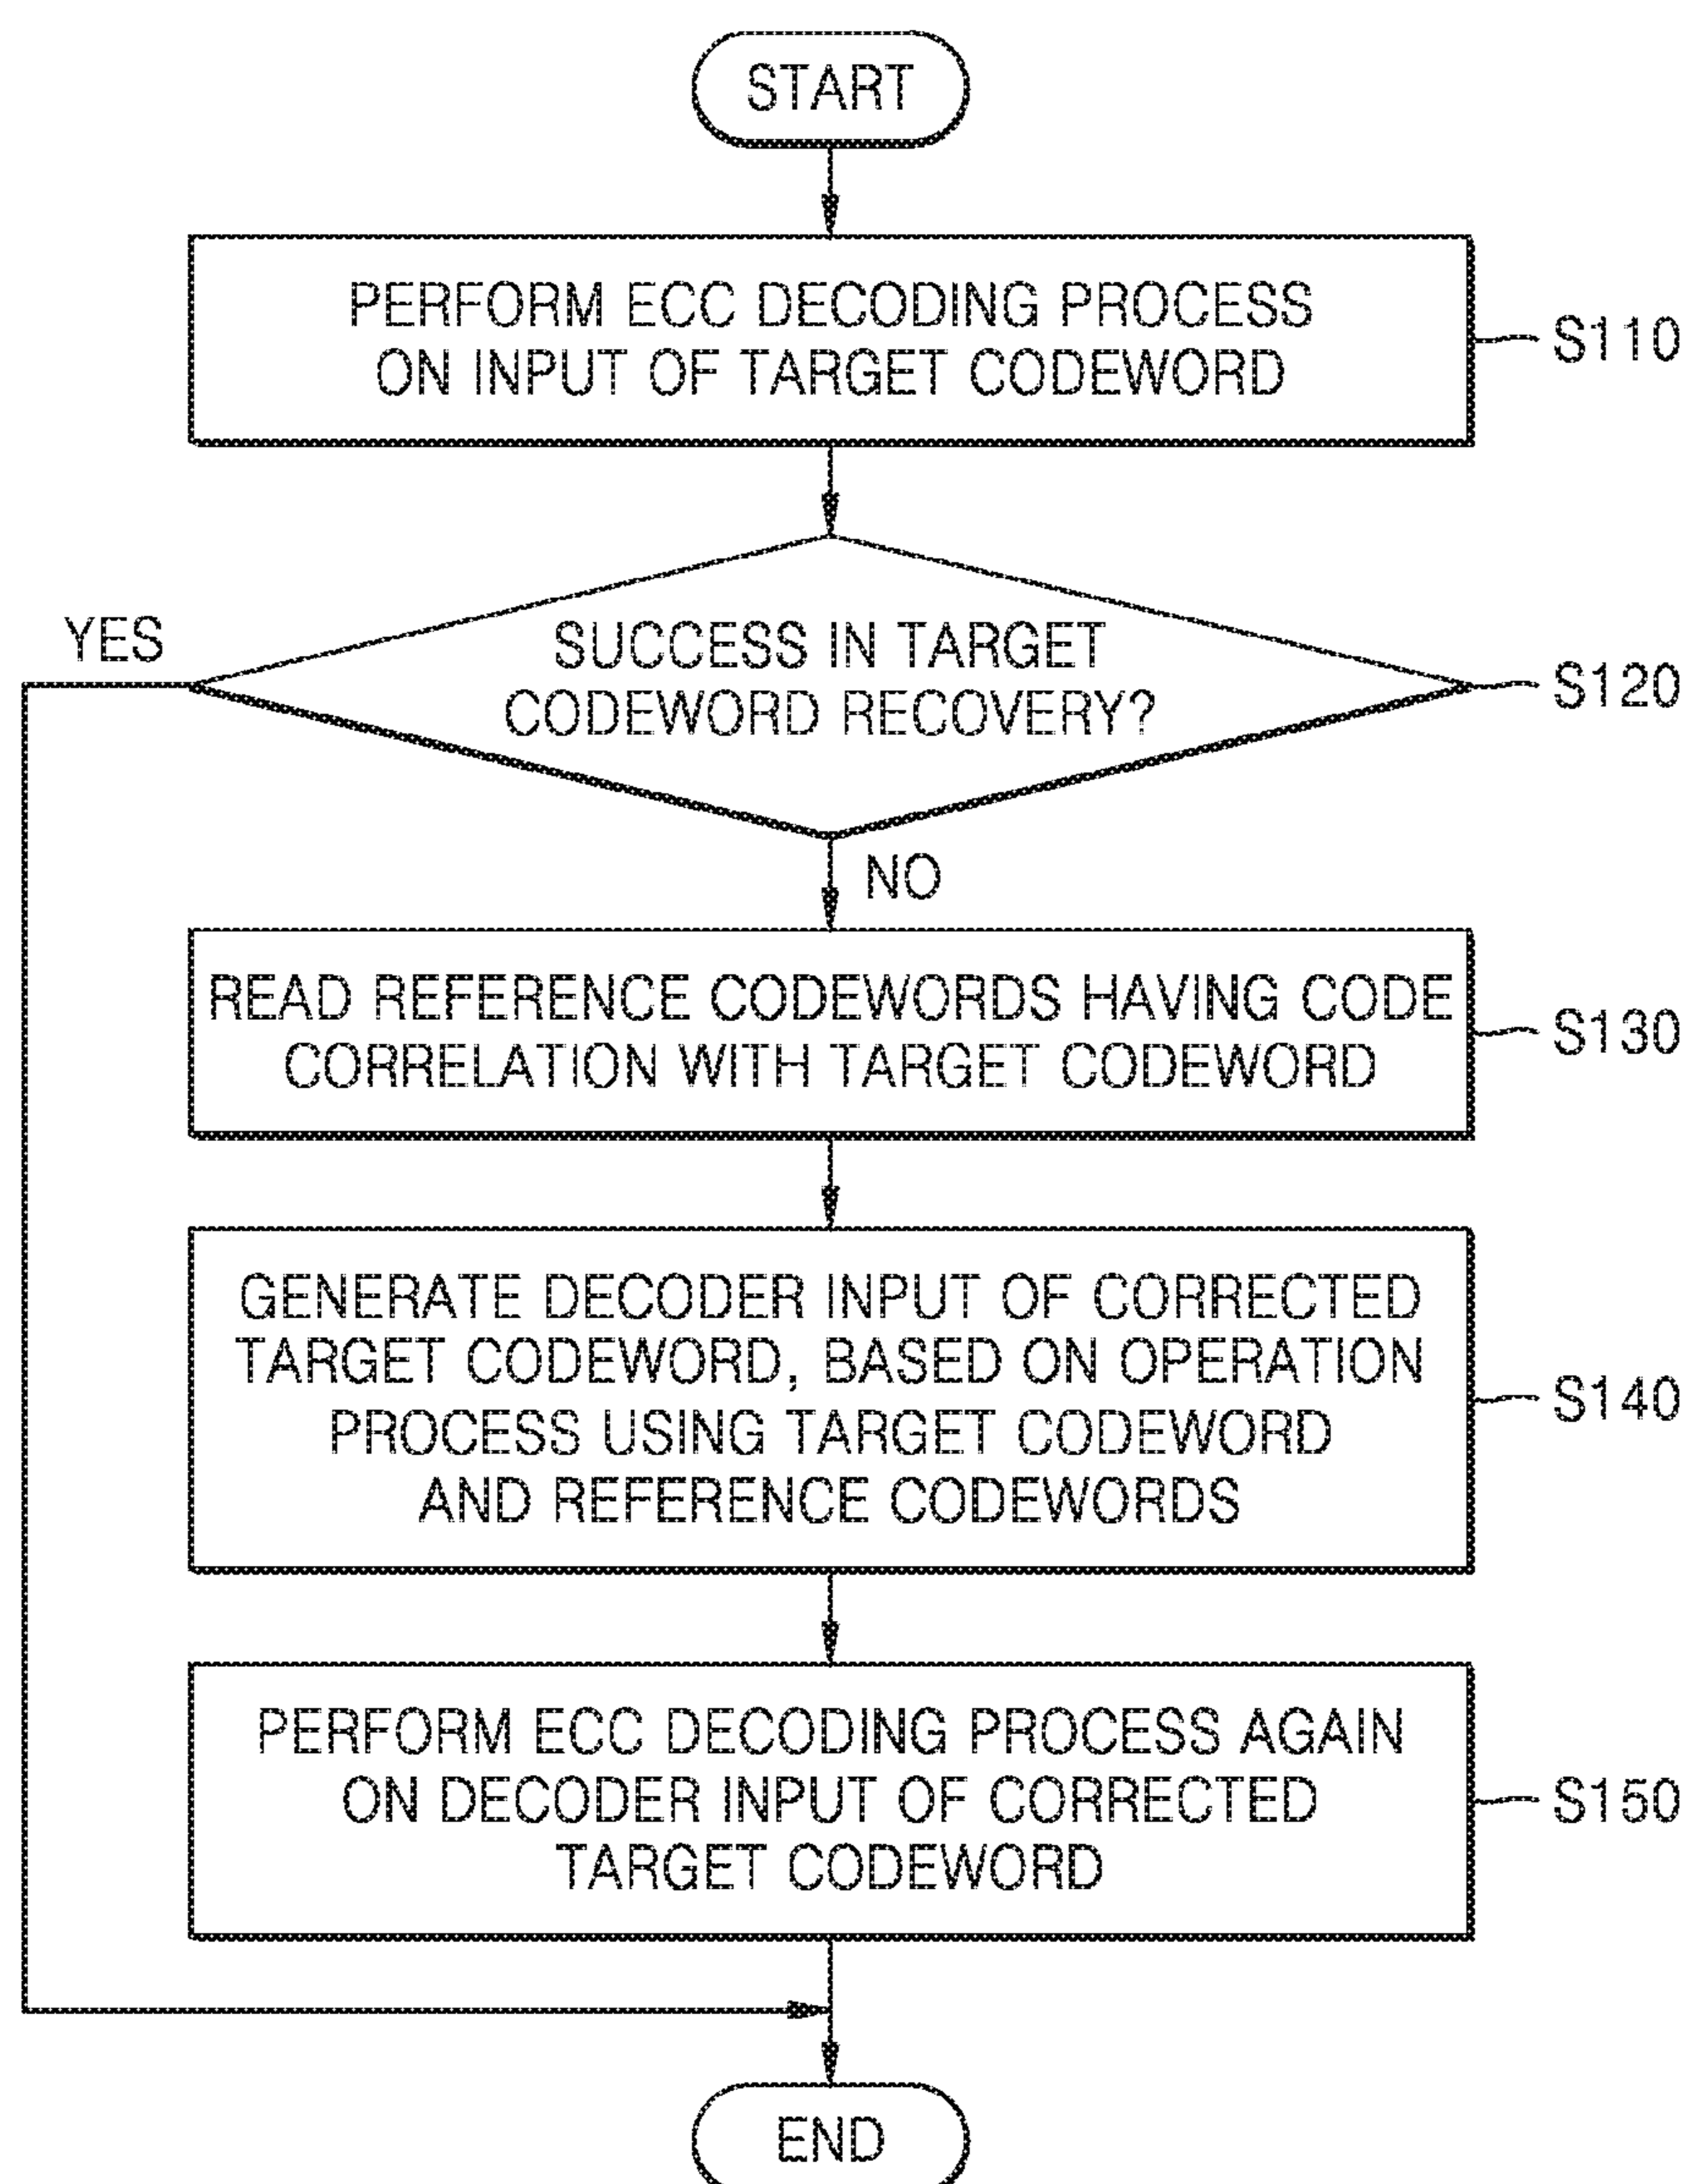 START
PERFORM ECC DECODING PROCESS
ON INPUT OF TARGET CODEWORD
S110
YES
SUCCESS IN TARGET
CODEWORD RECOVERY?
S120
NO
READ REFERENCE CODEWORDS HAVING CODE
CORRELATION WITH TARGET CODEWORD
S130
GENERATE DECODER INPUT OF CORRECTED
TARGET CODEWORD, BASED ON OPERATION
PROCESS USING TARGET CODEWORD
AND REFERENCE CODEWORDS
S140
PERFORM ECC DECODING PROCESS AGAIN
ON DECODER INPUT OF CORRECTED
TARGET CODEWORD
S150
END